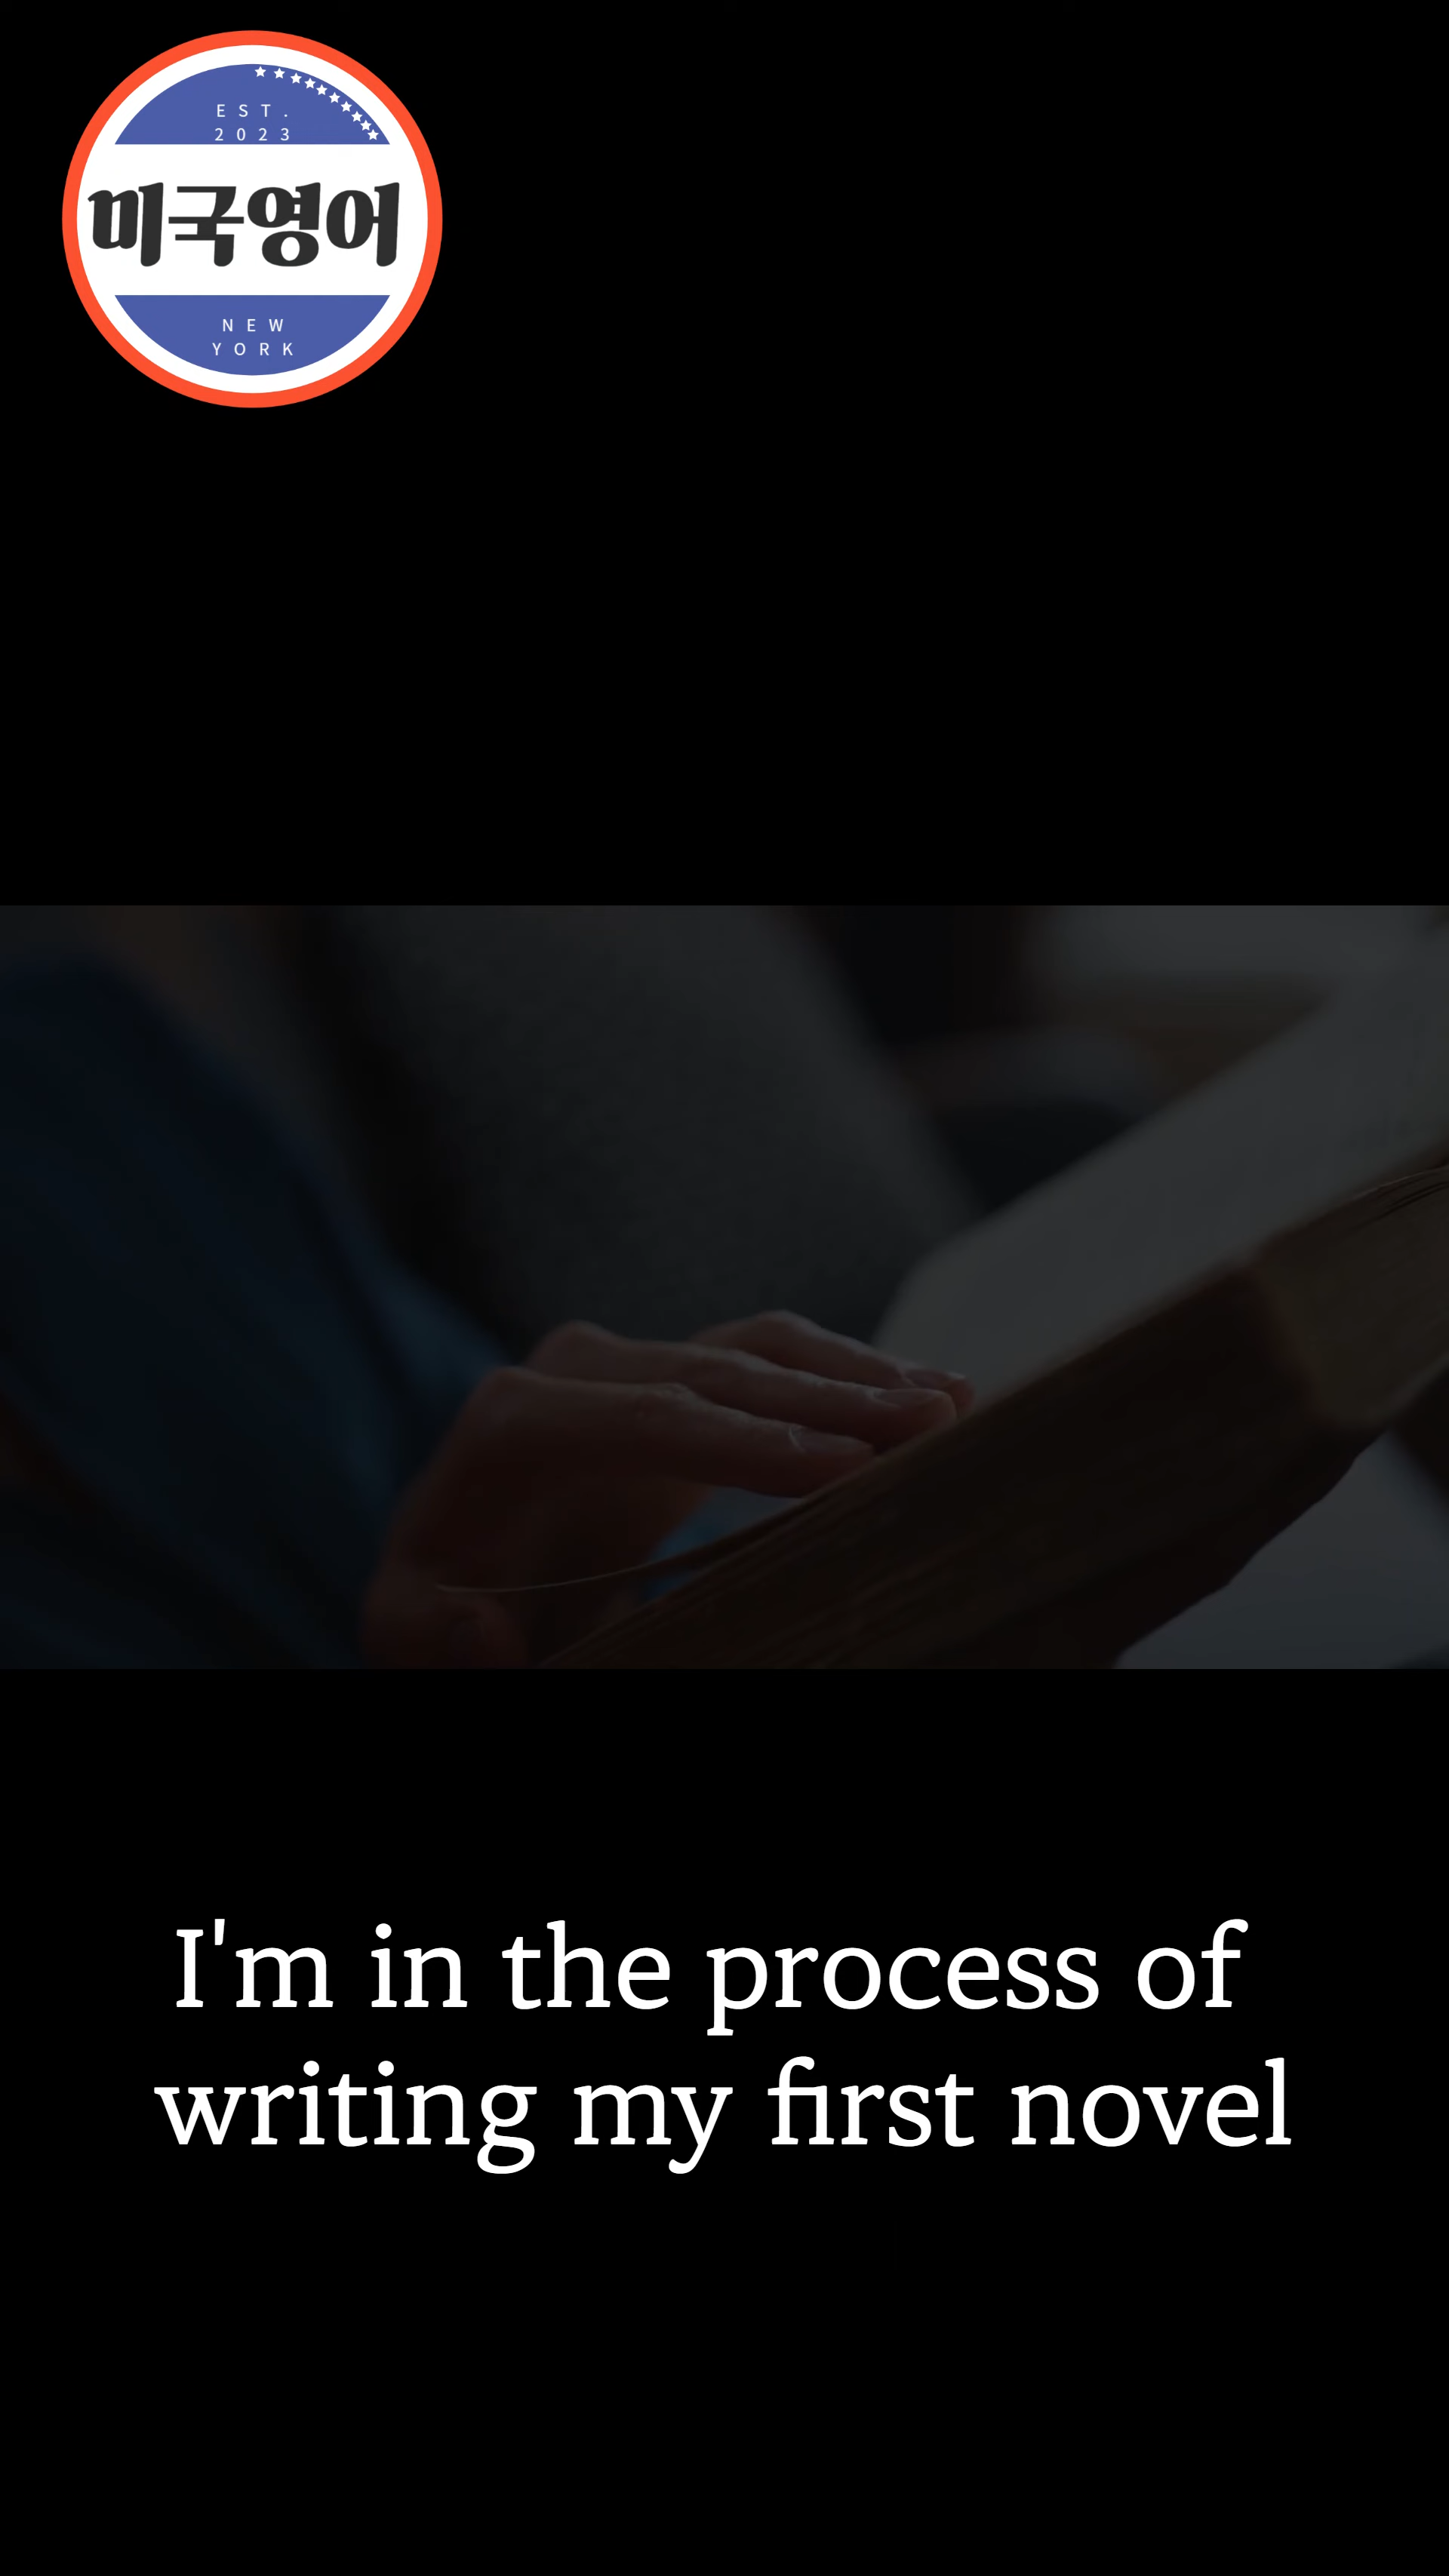 EST.
2023
미국영어
NEW
YORK
I'm in the process of
writing my first novel